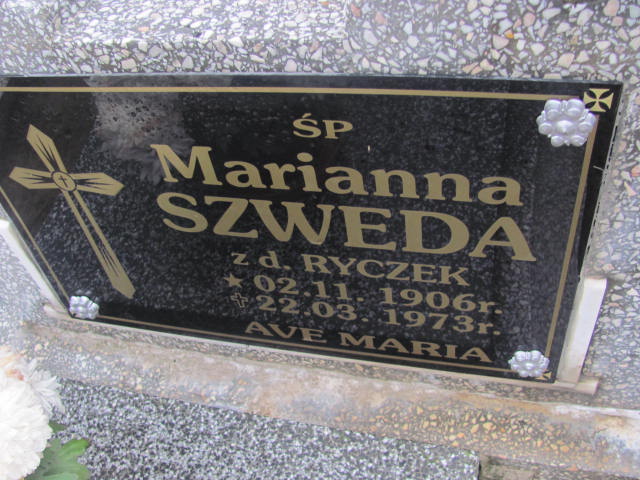 ŚP
Marianna
SZWEDA
z d. RYCZEK
★ 02.11. 1906r.
✞ 22.03. 1973r.
AVE MARIA